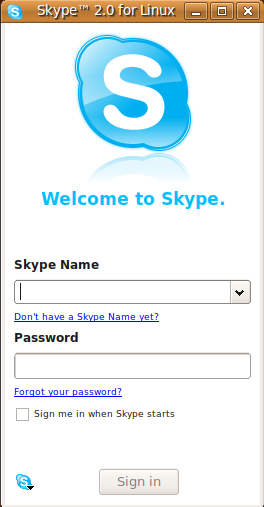 Skype™ 2.0 for Linux
S
Welcome to Skype.
Skype Name
Don't have a Skype Name yet?
Password
Forgot your password?
Sign me in when Skype starts
Sign in